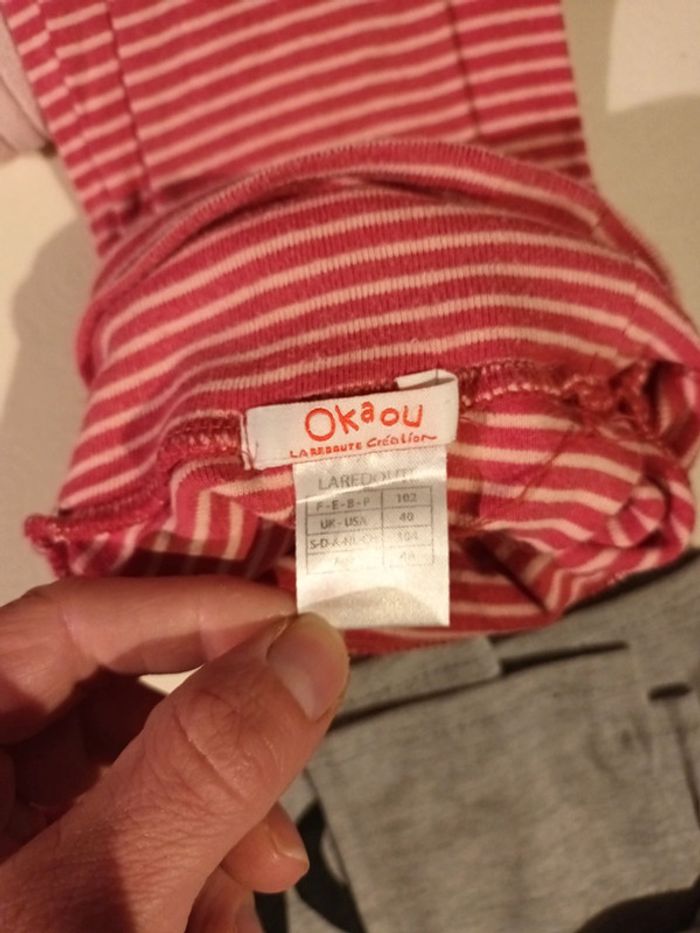 Okaou
LAREDOUTE Création
LAREDOUTE
F-E-B-P 102
UK-USA 40
S-D-A-NL-CH 104